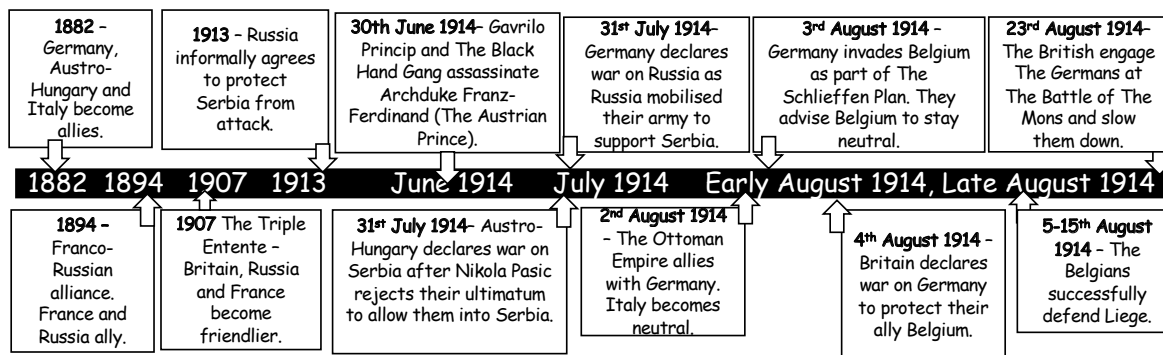 1882 –
Germany,
Austro-
Hungary and
Italy become
allies.
1913 – Russia
informally agrees
to protect
Serbia from
attack.
30th June 1914– Gavrilo
Princip and The Black
Hand Gang assassinate
Archduke Franz-
Ferdinand (The Austrian
Prince).
31st July 1914–
Germany declares
war on Russia as
Russia mobilised
their army to
support Serbia.
3rd August 1914 –
Germany invades Belgium
as part of The
Schlieffen Plan. They
advise Belgium to stay
neutral.
23rd August 1914–
The British engage
The Germans at
The Battle of The
Mons and slow
them down.
1882 1894 1907 1913 June 1914 July 1914 Early August 1914, Late August 1914
1894 –
Franco-
Russian
alliance.
France and
Russia ally.
1907 The Triple
Entente –
Britain, Russia
and France
become
friendlier.
31st July 1914– Austro-
Hungary declares war on
Serbia after Nikola Pasic
rejects their ultimatum
to allow them into Serbia.
2nd August 1914
– The Ottoman
Empire allies
with Germany.
Italy becomes
neutral.
4th August 1914 –
Britain declares
war on Germany
to protect their
ally Belgium.
5-15th August
1914 – The
Belgians
successfully
defend Liege.